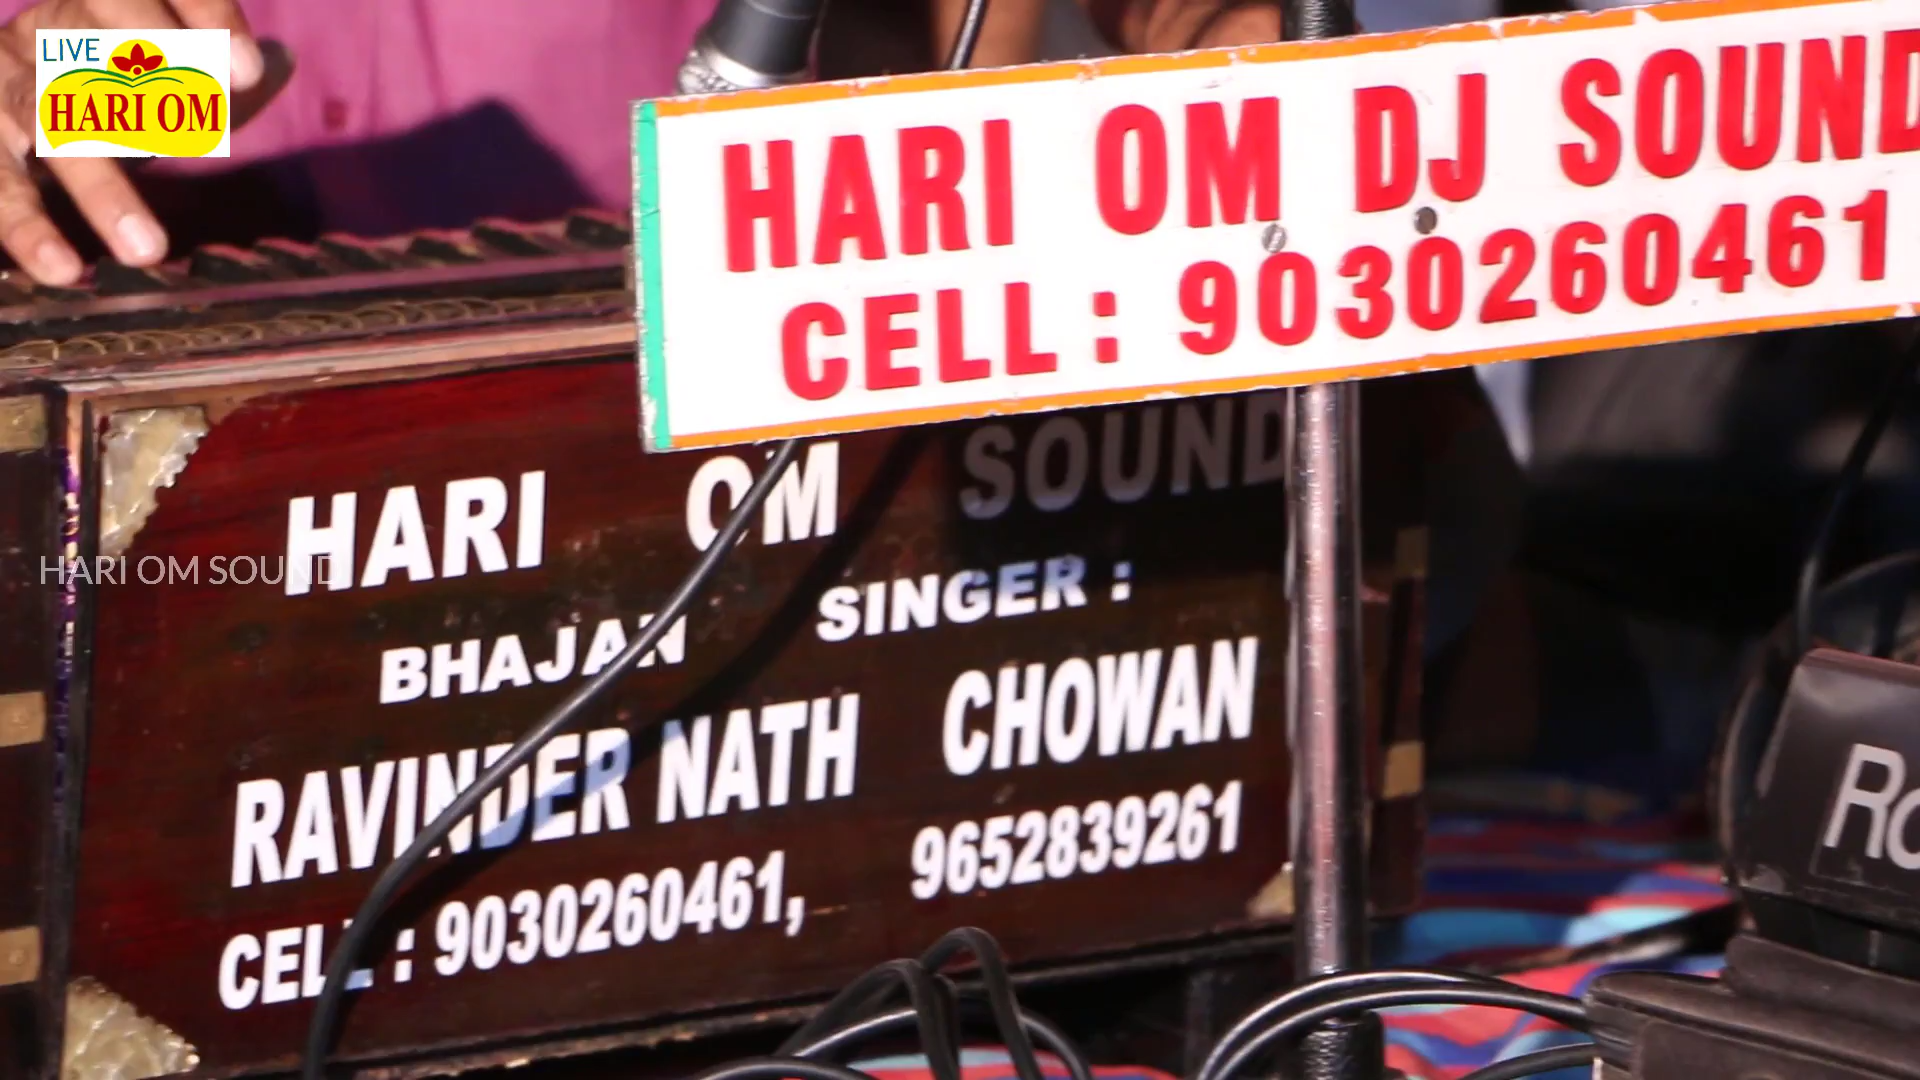 LIVE
HARI OM
HARI OM DJ SOUND
CELL : 9030260461
HARI OM SOUND
HARI OM SOUND
BHAJAN SINGER :
RAVINDER NATH CHOWAN
CELL : 9030260461, 9652839261